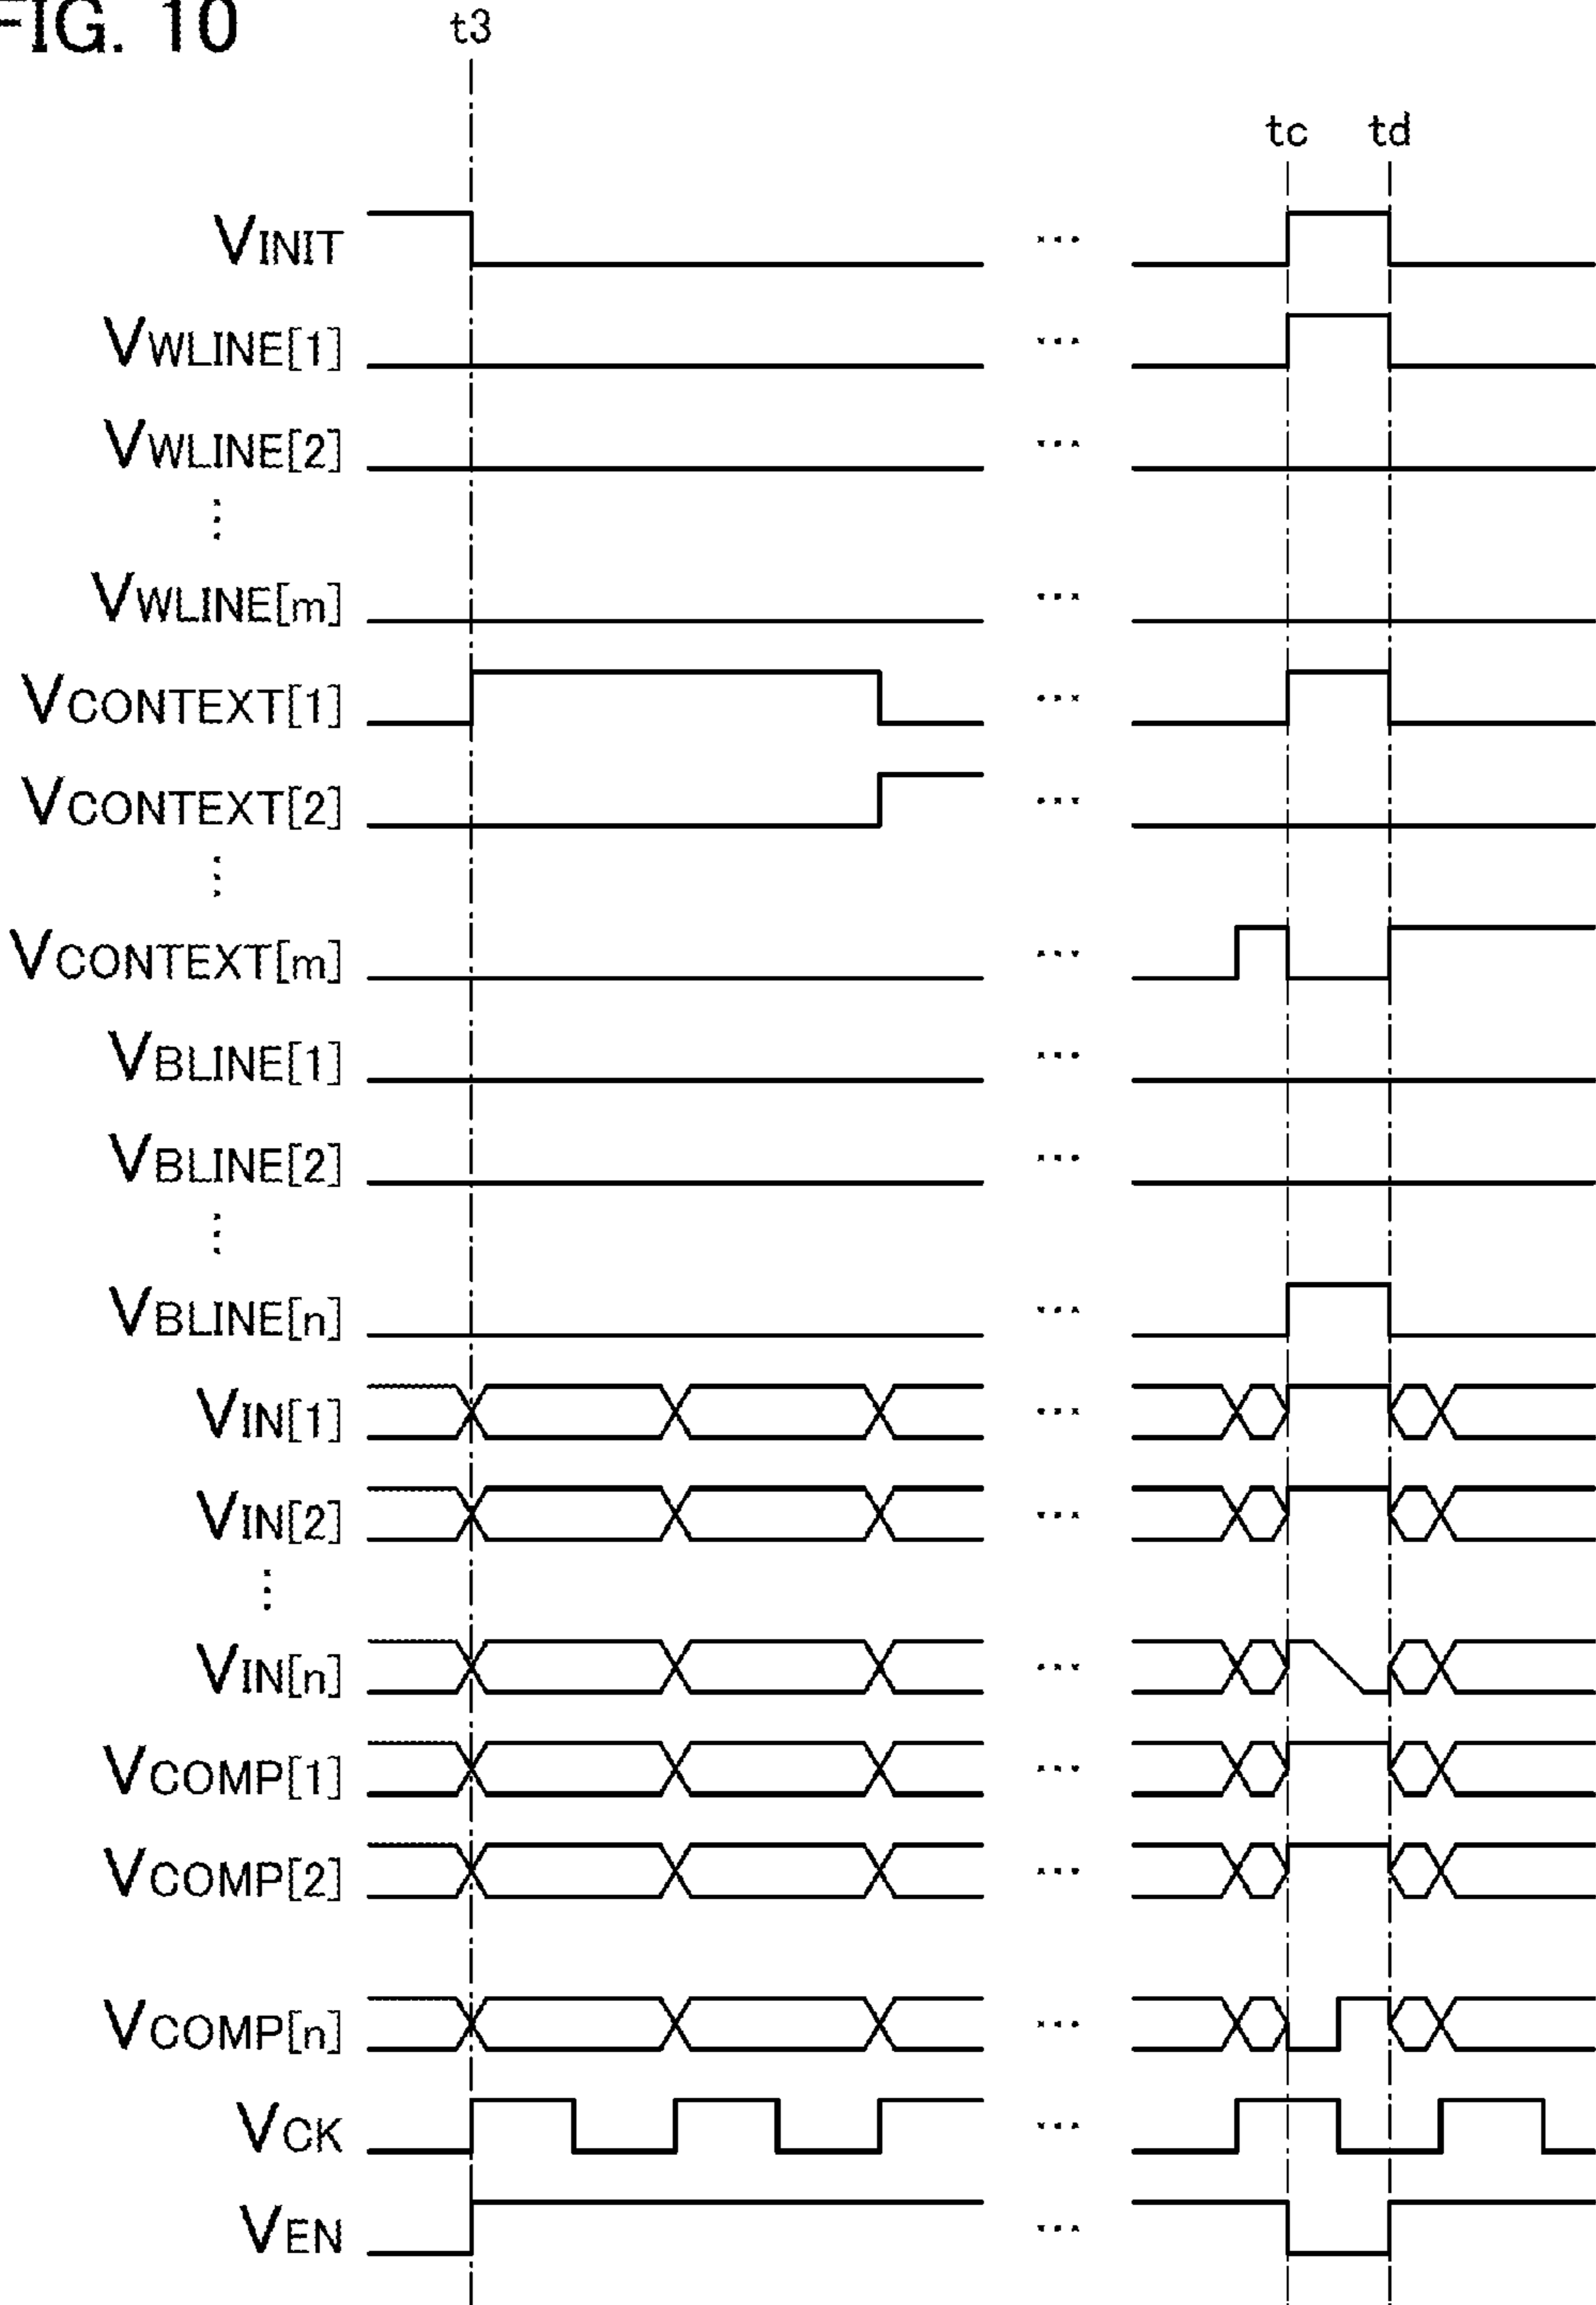 FIG. 10
t3
tc td
VINIT ...
VWLINE[1] ...
VWLINE[2] ...
⋮
VWLINE[m] ...
VCONTEXT[1] ...
VCONTEXT[2] ...
⋮
VCONTEXT[m] ...
VBLINE[1] ...
VBLINE[2] ...
⋮
VBLINE[n] ...
VIN[1] ...
VIN[2] ...
⋮
VIN[n] ...
VCOMP[1] ...
VCOMP[2] ...
VCOMP[n] ...
VCK ...
VEN ...